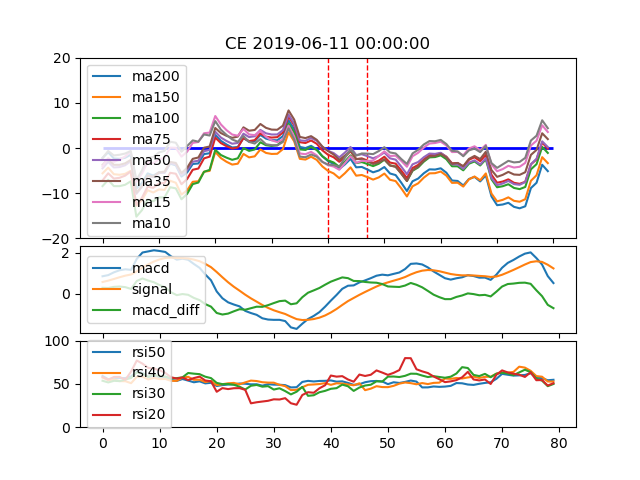 CE 2019-06-11 00:00:00
20
10
0
−10
−20
ma200
ma150
ma100
ma75
ma50
ma35
ma15
ma10
2
0
macd
signal
macd_diff
100
50
0
rsi50
rsi40
rsi30
rsi20
0 10 20 30 40 50 60 70 80